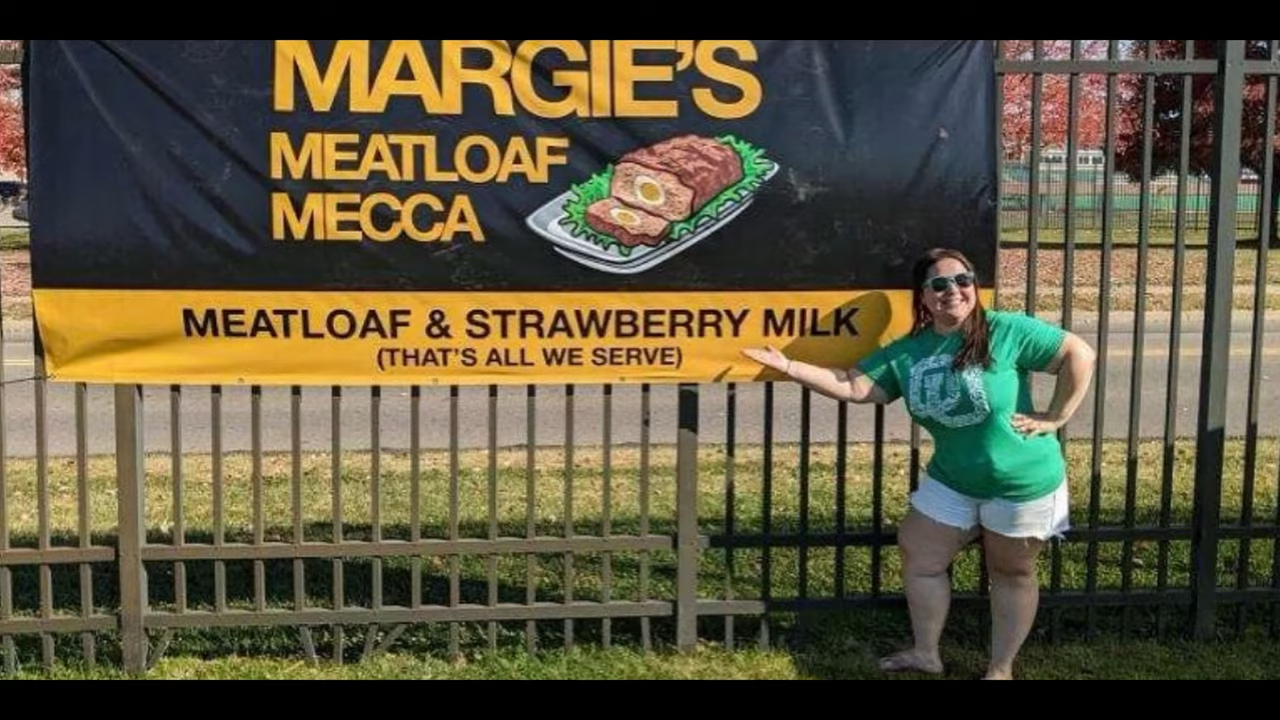 MARGIE'S
MEATLOAF
MECCA
MEATLOAF & STRAWBERRY MILK
(THAT'S ALL WE SERVE)